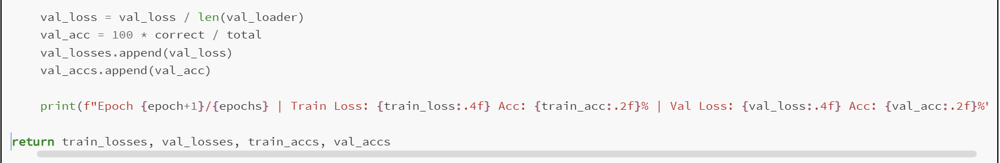 val_loss = val_loss / len(val_loader)
val_acc = 100 * correct / total
val_losses.append(val_loss)
val_accs.append(val_acc)
print(f"Epoch {epoch+1}/{epochs} | Train Loss: {train_loss:.4f} Acc: {train_acc:.2f}% | Val Loss: {val_loss:.4f} Acc: {val_acc:.2f}%'
return train_losses, val_losses, train_accs, val_accs